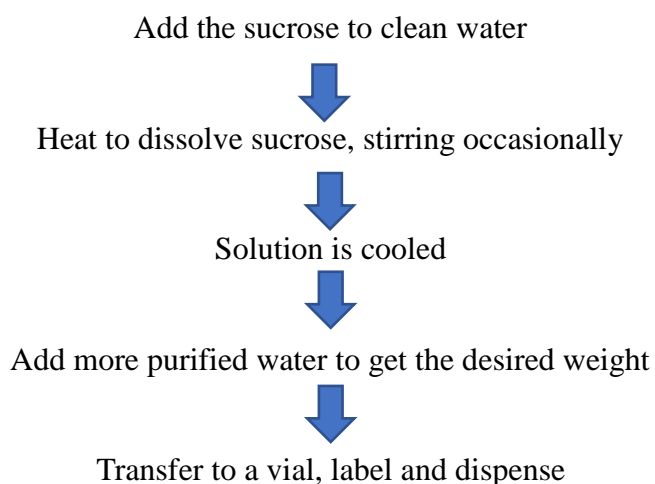 Add the sucrose to clean water
Heat to dissolve sucrose, stirring occasionally
Solution is cooled
Add more purified water to get the desired weight
Transfer to a vial, label and dispense